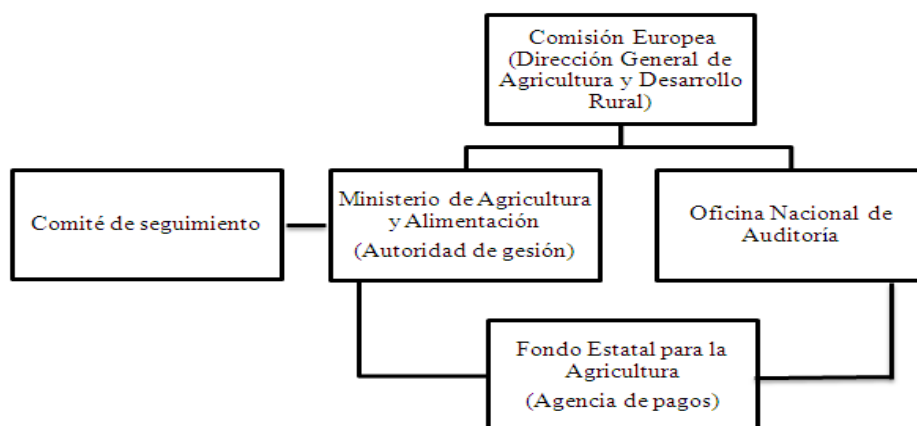 Comisión Europea
(Dirección General de
Agricultura y Desarrollo
Rural)
Comité de seguimiento
Ministerio de Agricultura
y Alimentación
(Autoridad de gesión)
Oficina Nacional de
Auditoría
Fondo Estatal para la
Agricultura
(Agencia de pagos)